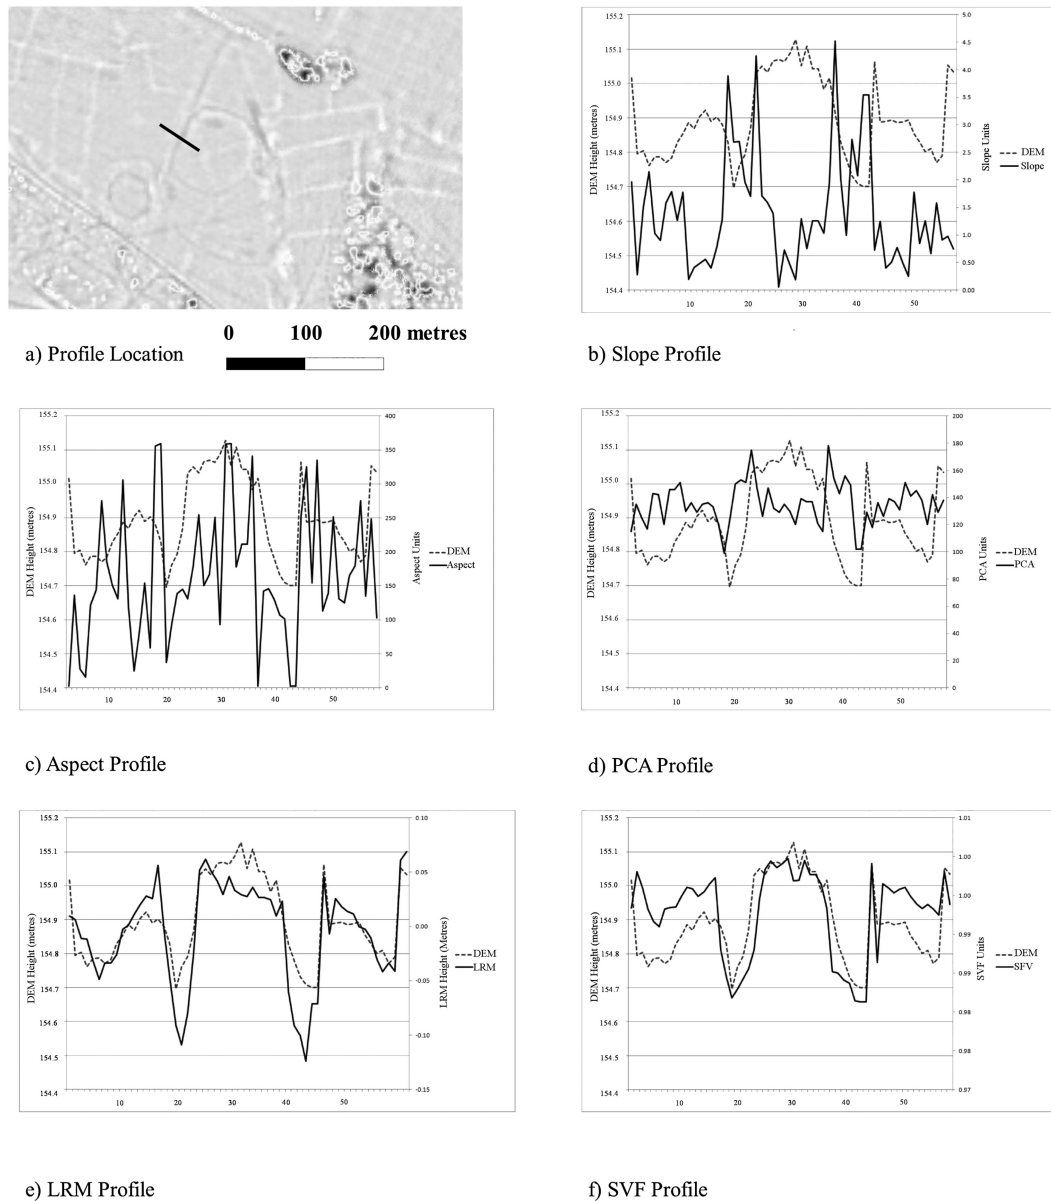 0 100 200 metres
a) Profile Location
155.2
155.1
155.0
154.9
154.8
154.7
154.6
154.5
154.4
DEM Height (metres)
10 20 30 40 50
5.0
4.5
4.0
3.5
3.0
2.5
2.0
1.5
1.0
0.50
0.00
Slope Units
DEM
Slope
b) Slope Profile
155.2
155.1
155.0
154.9
154.8
154.7
154.6
154.5
154.4
DEM Height (metres)
10 20 30 40 50
400
350
300
250
200
150
100
50
0
Aspect Units
DEM
Aspect
c) Aspect Profile
155.2
155.1
155.0
154.9
154.8
154.7
154.6
154.5
154.4
DEM Height (metres)
10 20 30 40 50
200
180
160
140
120
100
80
60
40
20
0
PCA Units
DEM
PCA
d) PCA Profile
155.2
155.1
155.0
154.9
154.8
154.7
154.6
154.5
154.4
DEM Height (metres)
10 20 30 40 50
0.10
0.05
0.00
-0.05
-0.10
-0.15
LRM Height (Metres)
DEM
LRM
e) LRM Profile
155.2
155.1
155.0
154.9
154.8
154.7
154.6
154.5
154.4
DEM Height (metres)
10 20 30 40 50
1.01
1.00
1.00
0.99
0.99
0.98
0.98
0.97
SVF Units
DEM
SFV
f) SVF Profile